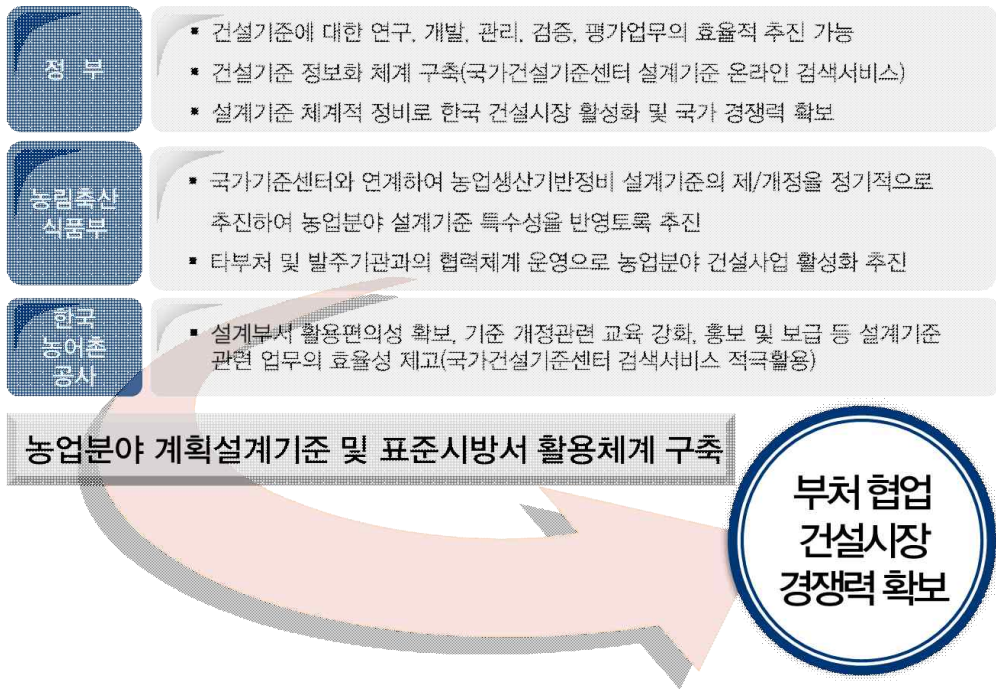 정 부
▪ 건설기준에 대한 연구, 개발, 관리, 검증, 평가업무의 효율적 추진 가능
▪ 건설기준 정보화 체계 구축(국가건설기준센터 설계기준 온라인 검색서비스)
▪ 설계기준 체계적 정비로 한국 건설시장 활성화 및 국가 경쟁력 확보
농림축산
식품부
▪ 국가기준센터와 연계하여 농업생산기반정비 설계기준의 제/개정을 정기적으로
추진하여 농업분야 설계기준 특수성을 반영토록 추진
▪ 타부처 및 발주기관과의 협력체계 운영으로 농업분야 건설사업 활성화 추진
한국
농어촌
공사
▪ 설계부서 활용편의성 확보, 기준 개정관련 교육 강화, 홍보 및 보급 등 설계기준
관련 업무의 효율성 제고(국가건설기준센터 검색서비스 적극활용)
농업분야 계획설계기준 및 표준시방서 활용체계 구축
부처 협업
건설시장
경쟁력 확보